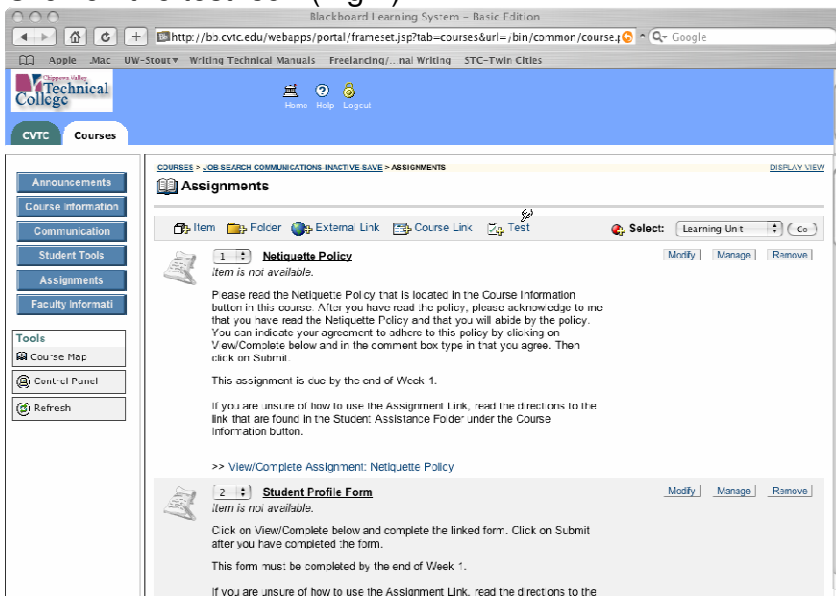 Blackboard Learning System – Basic Edition
http://bb.cvtc.edu/webapps/portal/frameset.jsp?tab=courses&url=/bin/common/course.p
Google
Apple .Mac UW-Stout▾ Writing Technical Manuals Freelancing/...nal Writing STC-Twin Cities
Chippewa Valley
Technical
College
Home Help Logout
CVTC Courses
COURSES > JOB SEARCH COMMUNICATIONS-INACTIVE-SAVE > ASSIGNMENTS
DISPLAY VIEW
Assignments
Announcements
Course Information
Communication
Student Tools
Assignments
Faculty Informati
Tools
Course Map
Control Panel
Refresh
Item Folder External Link Course Link Test Select: Learning Unit Go
1 Netiquette Policy Modify Manage Remove
Item is not available.
Please read the Netiquette Policy that is located in the Course Information
button in this course. After you have read the policy, please acknowledge to me
that you have read the Netiquette Policy and that you will abide by the policy.
You can indicate your agreement to adhere to this policy by clicking on
View/Complete below and in the comment box type in that you agree. Then
click on Submit.
This assignment is due by the end of Week 1.
If you are unsure of how to use the Assignment Link, read the directions to the
link that are found in the Student Assistance Folder under the Course
Information button.
>> View/Complete Assignment: Netiquette Policy
2 Student Profile Form Modify Manage Remove
Item is not available.
Click on View/Complete below and complete the linked form. Click on Submit
after you have completed the form.
This form must be completed by the end of Week 1.
If you are unsure of how to use the Assignment Link, read the directions to the